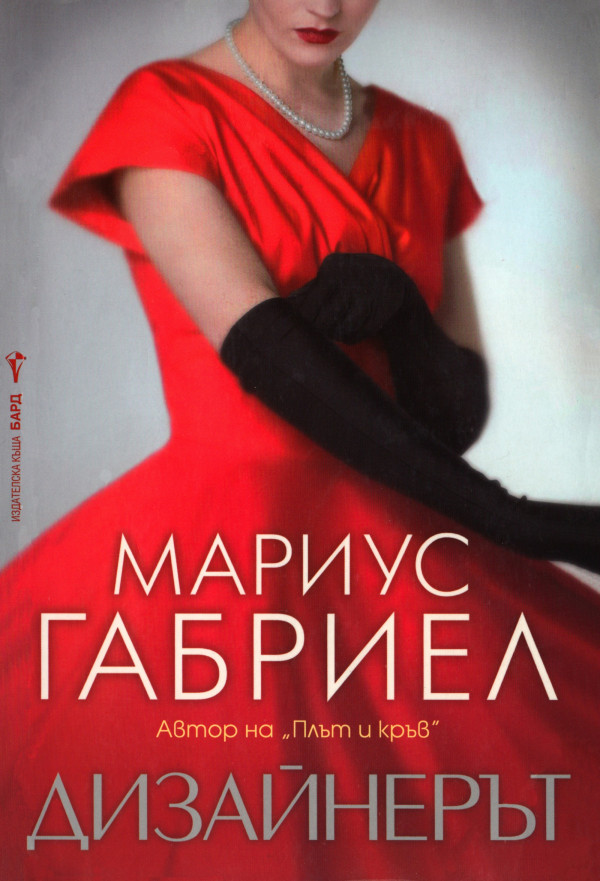 ИЗДАТЕЛСКА КЪЩА БАРД
МАРИУС
ГАБРИЕЛ
Автор на „Плът и кръв“
ДИЗАЙНЕРЪТ